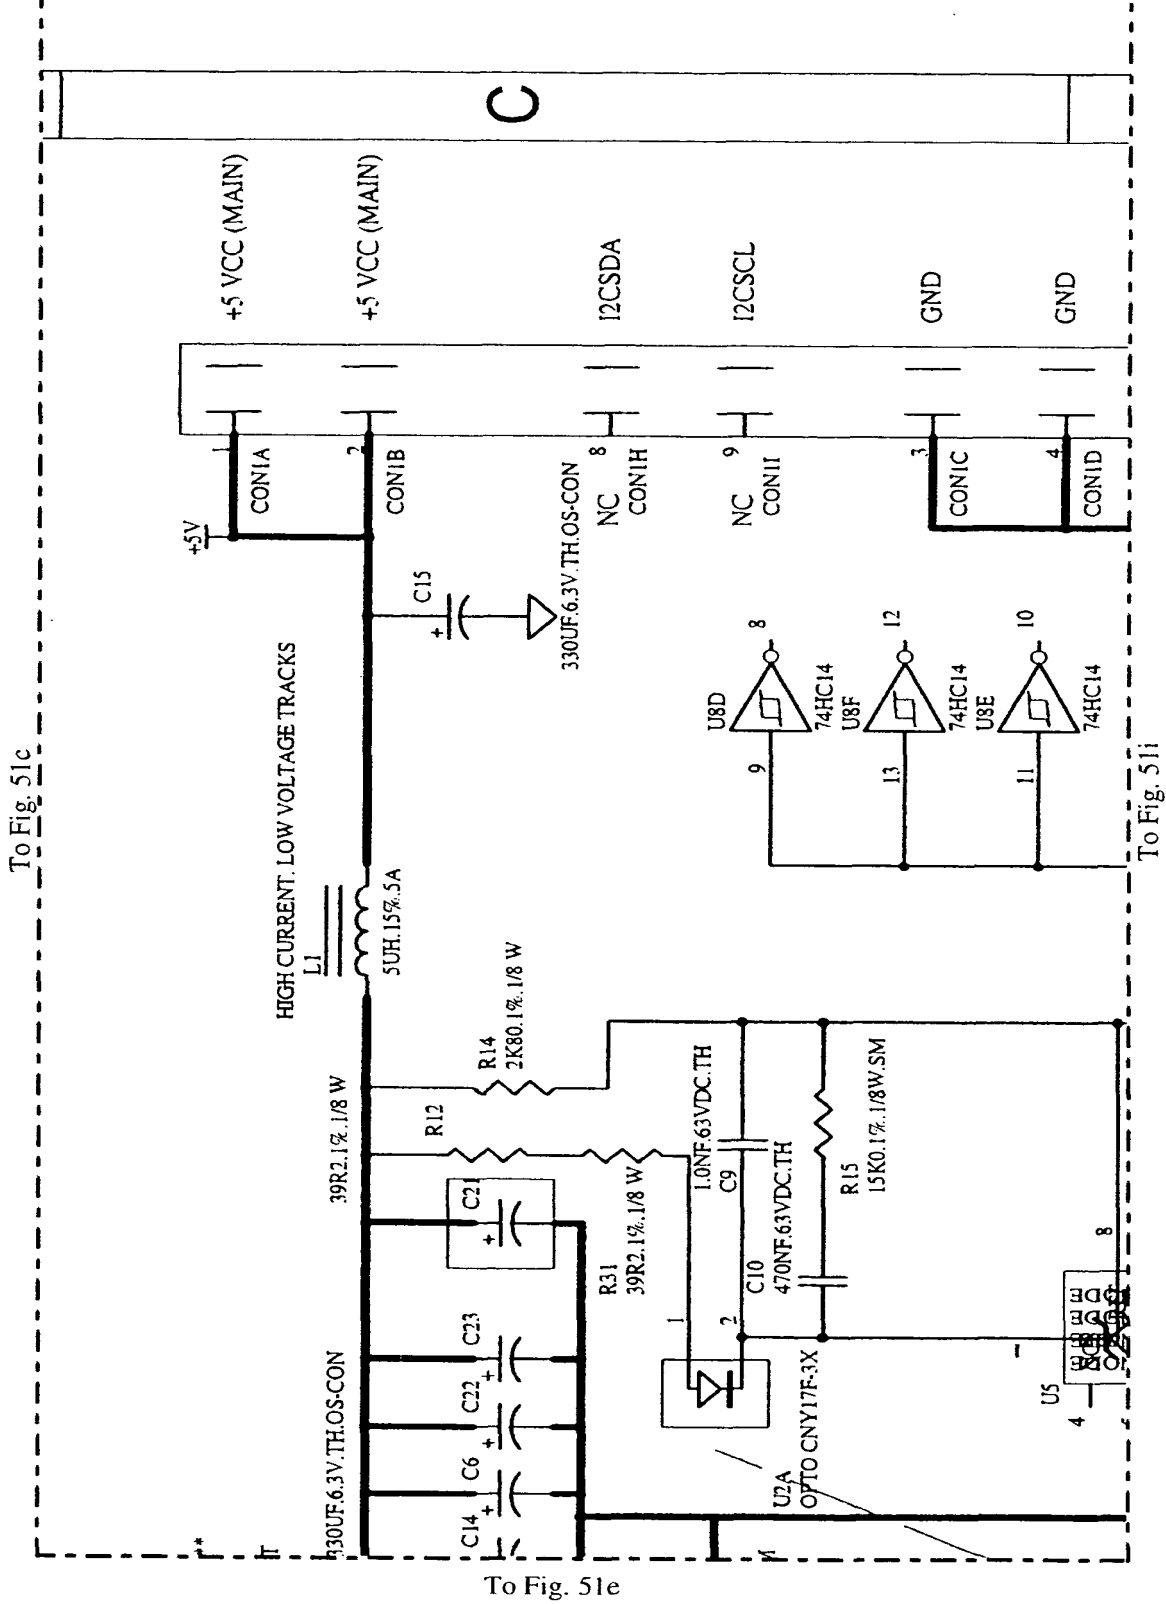 To Fig. 51c
C
+5 VCC (MAIN)
+5 VCC (MAIN)
I2CSDA
I2CSCL
GND
GND
1
CON1A
2
CON1B
8
NC
CON1H
9
NC
CON1I
3
CON1C
4
CON1D
+5V
C15
+
330UF.6.3V.TH.OS-CON
HIGH CURRENT. LOW VOLTAGE TRACKS
L1
5UH.15%.5A
U8D
9
8
74HC14
U8F
13
12
74HC14
U8E
11
10
74HC14
To Fig. 51i
R14
2K80.1%.1/8 W
39R2.1%.1/8 W
R12
R31
39R2.1%.1/8 W
1.0NF.63VDC.TH
C9
C10
470NF.63VDC.TH
R15
15K0.1%.1/8W.SM
C21
+
C23
+
C22
+
C6
+
C14
330UF.6.3V.TH.OS-CON
1
2
U2A
OPTO CNY17F-3X
U5
1
4
8
To Fig. 51e